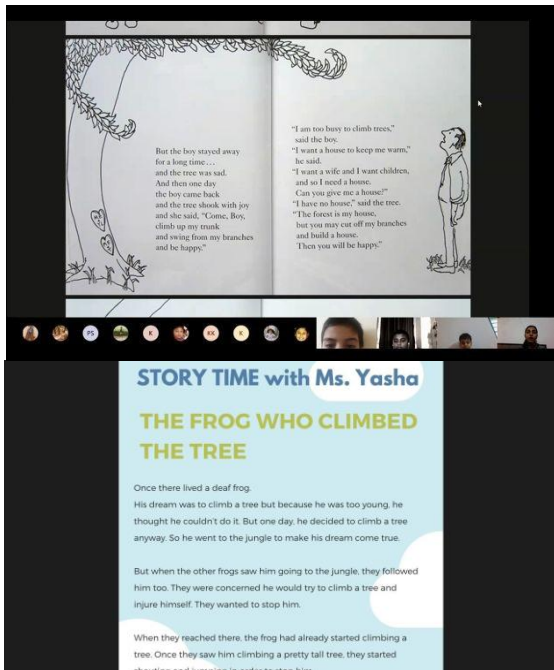 But the boy stayed away
for a long time . . .
and the tree was sad.
And then one day
the boy came back
and the tree shook with joy
and she said, “Come, Boy,
climb up my trunk
and swing from my branches
and be happy.”
“I am too busy to climb trees,”
said the boy.
“I want a house to keep me warm,”
he said.
“I want a wife and I want children,
and so I need a house.
Can you give me a house?”
“I have no house,” said the tree.
“The forest is my house,
but you may cut off my branches
and build a house.
Then you will be happy.”
PS
K
KK
K
STORY TIME with Ms. Yasha
THE FROG WHO CLIMBED
THE TREE
Once there lived a deaf frog.
His dream was to climb a tree but because he was too young, he
thought he couldn't do it. But one day, he decided to climb a tree
anyway. So he went to the jungle to make his dream come true.
But when the other frogs saw him going to the jungle, they followed
him too. They were concerned he would try to climb a tree and
injure himself. They wanted to stop him.
When they reached there, the frog had already started climbing a
tree. Once they saw him climbing a pretty tall tree, they started
shouting and jumping in order to stop him.